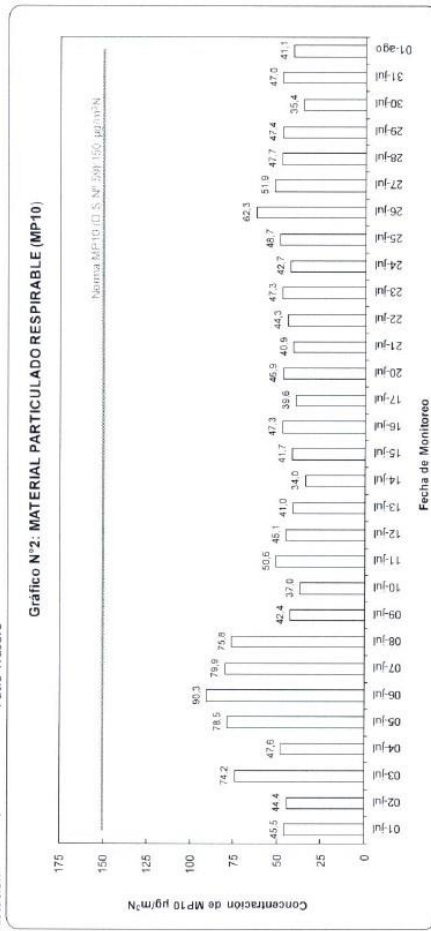 Gráfico N°2: MATERIAL PARTICULADO RESPIRABLE (MP10)
Norma MP10 (D.S. N° 59) 150 µg/m³N
Concentración de MP10 µg/m³N
175
150
125
100
75
50
25
0
45,5
44,4
74,2
47,6
78,5
90,3
79,9
75,8
42,4
37,0
50,6
45,1
41,0
34,0
41,7
47,3
39,6
46,9
40,9
44,3
47,3
42,7
48,7
62,3
51,9
47,7
47,4
35,4
47,0
41,1
01-jul
02-jul
03-jul
04-jul
05-jul
06-jul
07-jul
08-jul
09-jul
10-jul
11-jul
12-jul
13-jul
14-jul
15-jul
16-jul
17-jul
20-jul
21-jul
22-jul
23-jul
24-jul
25-jul
26-jul
27-jul
28-jul
29-jul
30-jul
31-jul
01-ago
Fecha de Monitoreo